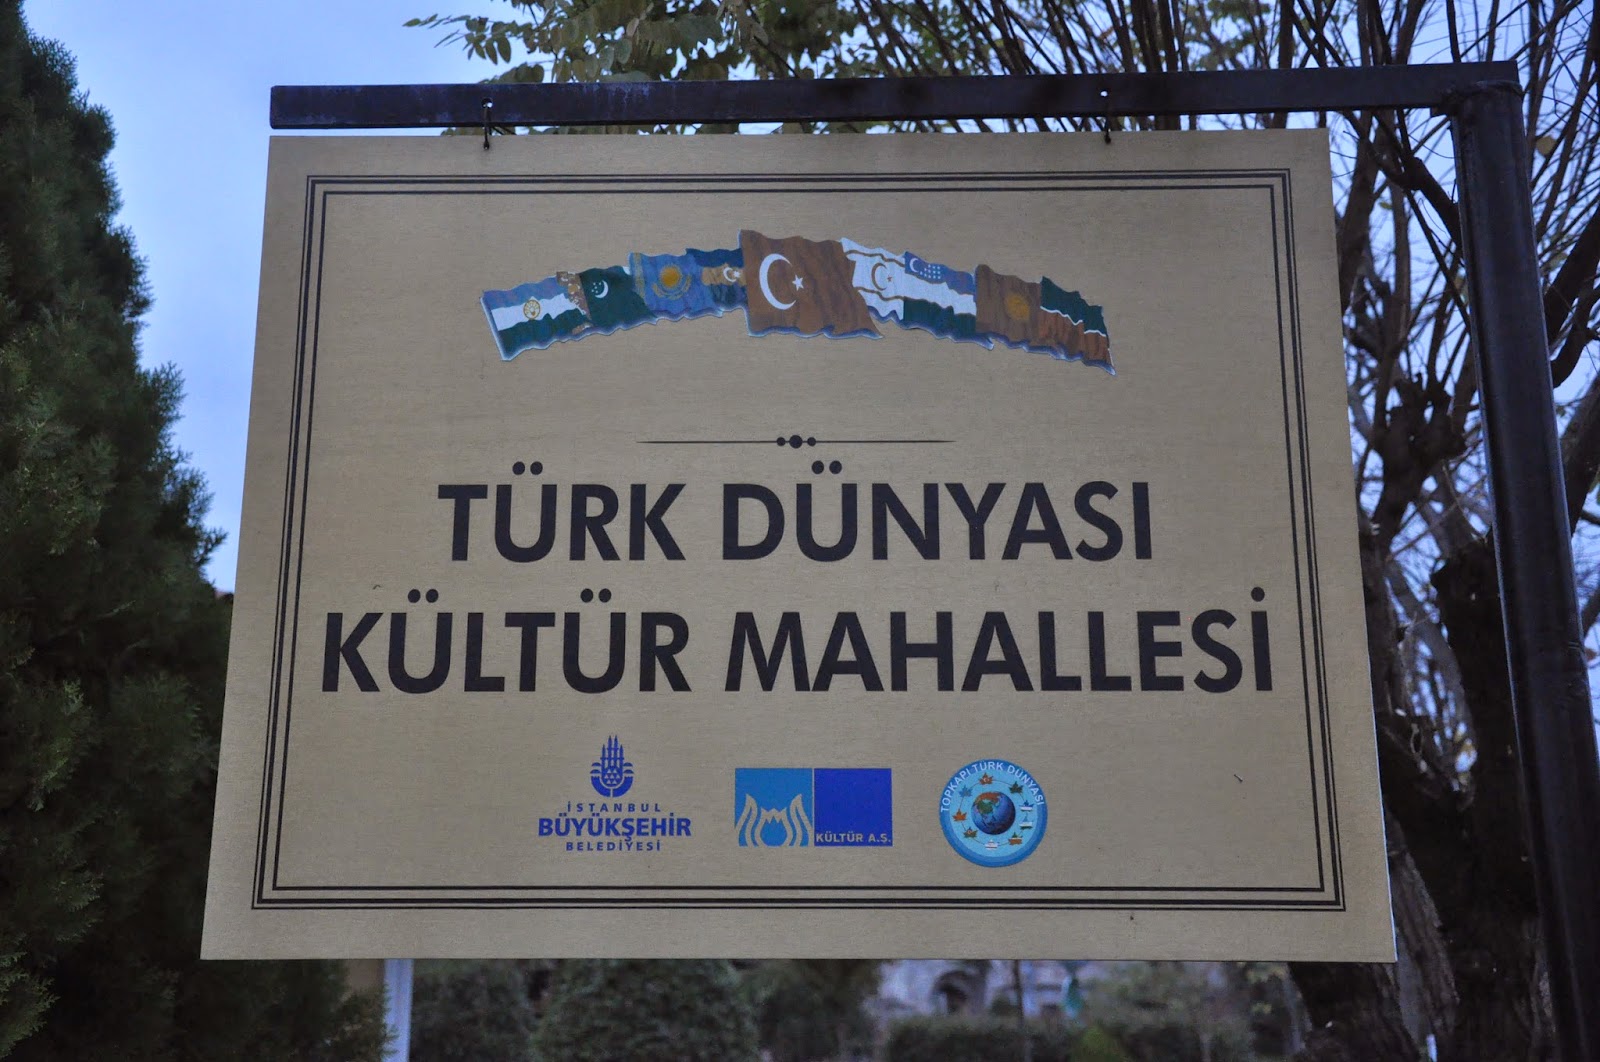 TÜRK DÜNYASI
KÜLTÜR MAHALLESİ
İSTANBUL
BÜYÜKŞEHİR
BELEDİYESİ
KÜLTÜR A.Ş.
TOPKAPI TÜRK DÜNYASI